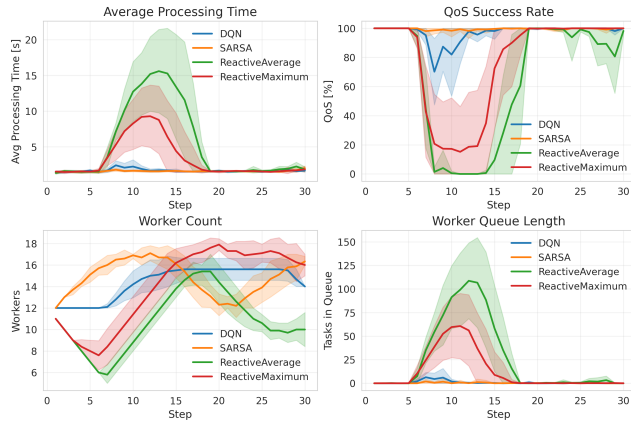 Average Processing Time
Avg Processing Time [s]
20
15
10
5
0 5 10 15 20 25 30
Step
DQN
SARSA
ReactiveAverage
ReactiveMaximum
QoS Success Rate
QoS [%]
100
80
60
40
20
0
0 5 10 15 20 25 30
Step
DQN
SARSA
ReactiveAverage
ReactiveMaximum
Worker Count
Workers
18
16
14
12
10
8
6
0 5 10 15 20 25 30
Step
DQN
SARSA
ReactiveAverage
ReactiveMaximum
Worker Queue Length
Tasks in Queue
150
125
100
75
50
25
0
0 5 10 15 20 25 30
Step
DQN
SARSA
ReactiveAverage
ReactiveMaximum